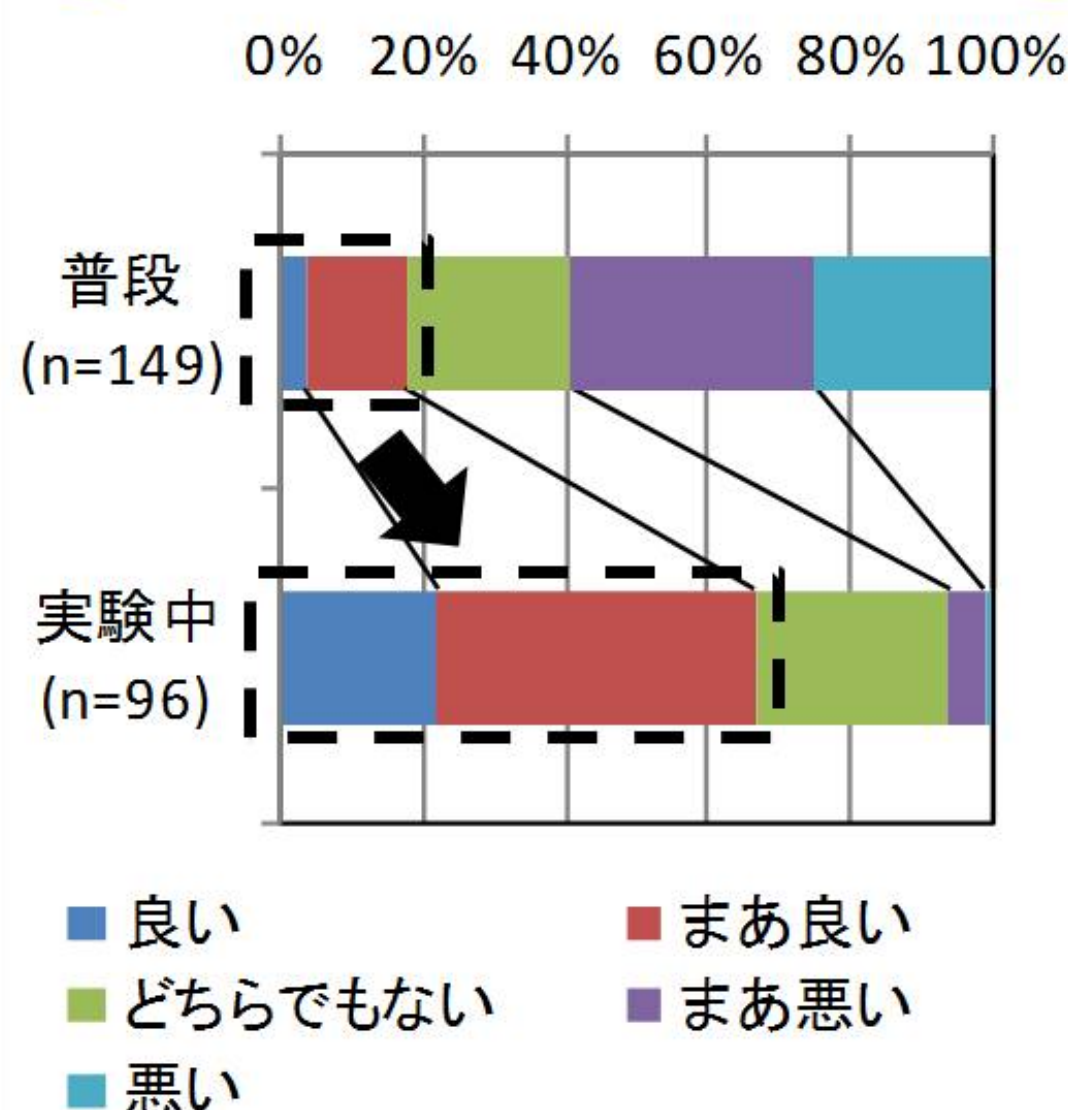 0% 20% 40% 60% 80% 100%
普段
(n=149)
実験中
(n=96)
良い まあ良い
どちらでもない まあ悪い
悪い